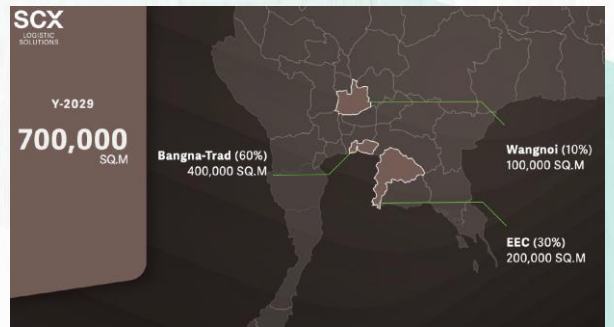 SCX
LOGISTIC
SOLUTIONS
Y-2029
700,000
SQ.M
Bangna-Trad (60%)
400,000 SQ.M
Wangnoi (10%)
100,000 SQ.M
EEC (30%)
200,000 SQ.M